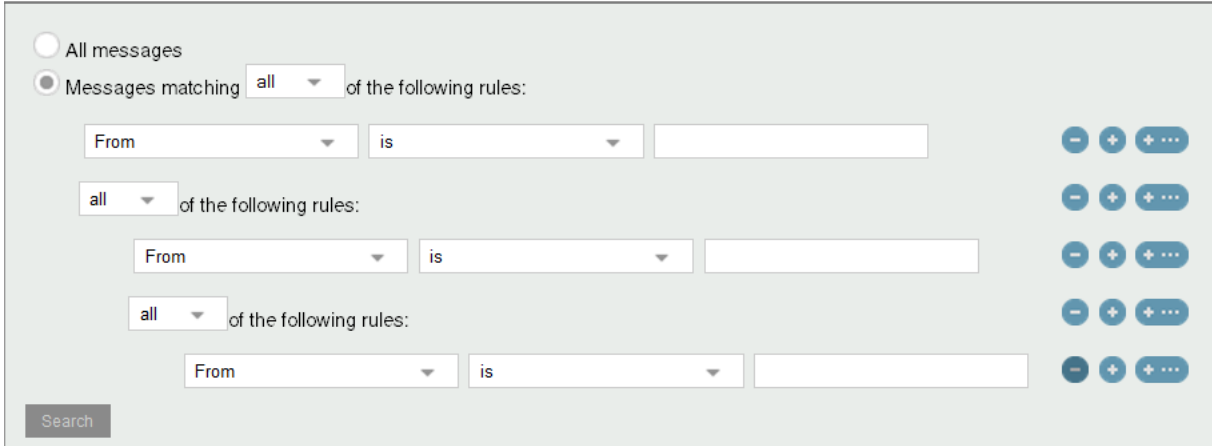 All messages
Messages matching all of the following rules:
From is
all of the following rules:
From is
all of the following rules:
From is
Search